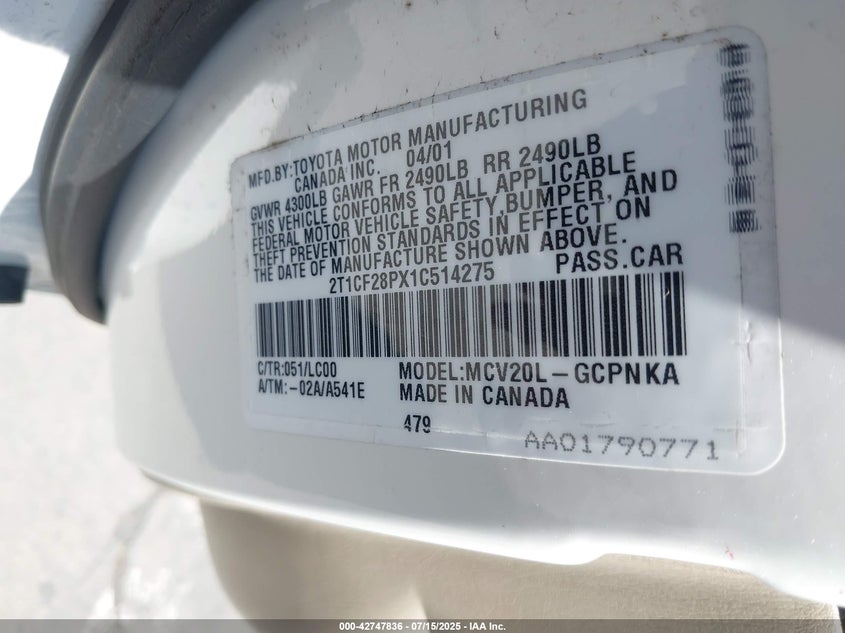 MFD.BY:TOYOTA MOTOR MANUFACTURING
CANADA INC. 04/01
GVWR 4300LB GAWR FR 2490LB RR 2490LB
THIS VEHICLE CONFORMS TO ALL APPLICABLE
FEDERAL MOTOR VEHICLE SAFETY,BUMPER, AND
THEFT PREVENTION STANDARDS IN EFFECT ON
THE DATE OF MANUFACTURE SHOWN ABOVE.
2T1CF28PX1C514275 PASS.CAR
C/TR:051/LC00 MODEL:MCV20L-GCPNKA
A/TM:-02A/A541E MADE IN CANADA
479
AA01790771
000-42747836 - 07/15/2025 - IAA Inc.